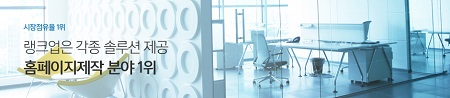 시장점유율 1위
랭크업은 각종 솔루션 제공
홈페이지제작 분야 1위